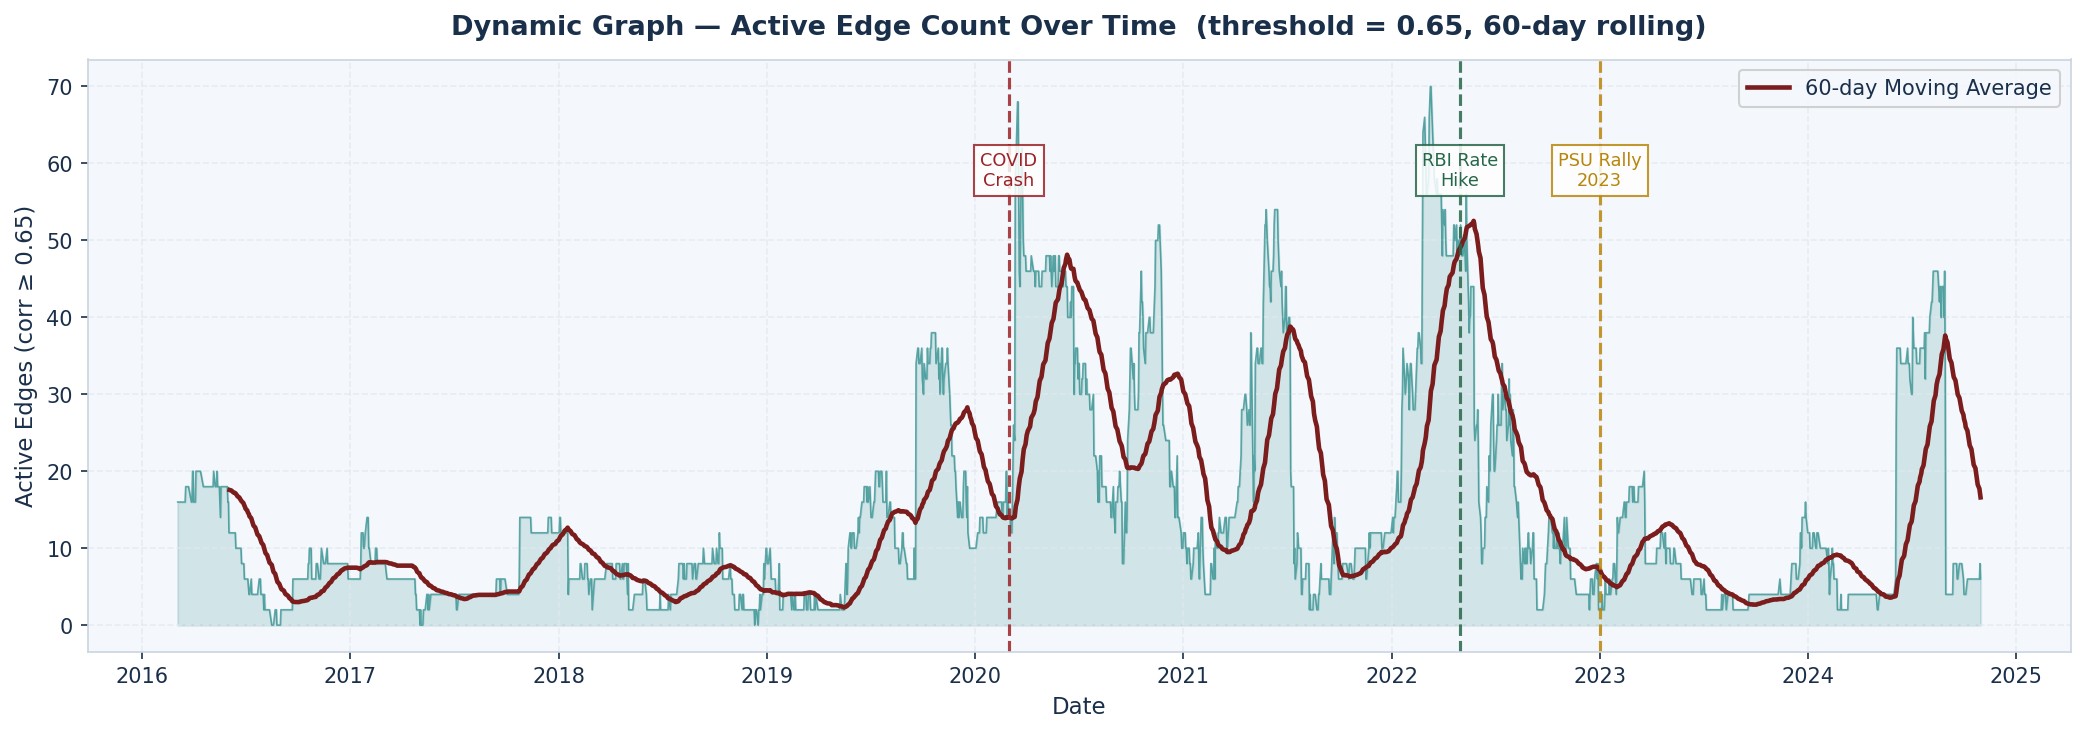 Dynamic Graph — Active Edge Count Over Time  (threshold = 0.65, 60-day rolling)
60-day Moving Average
COVID
Crash
RBI Rate
Hike
PSU Rally
2023
Active Edges (corr ≥ 0.65)
70
60
50
40
30
20
10
0
2016
2017
2018
2019
2020
2021
2022
2023
2024
2025
Date